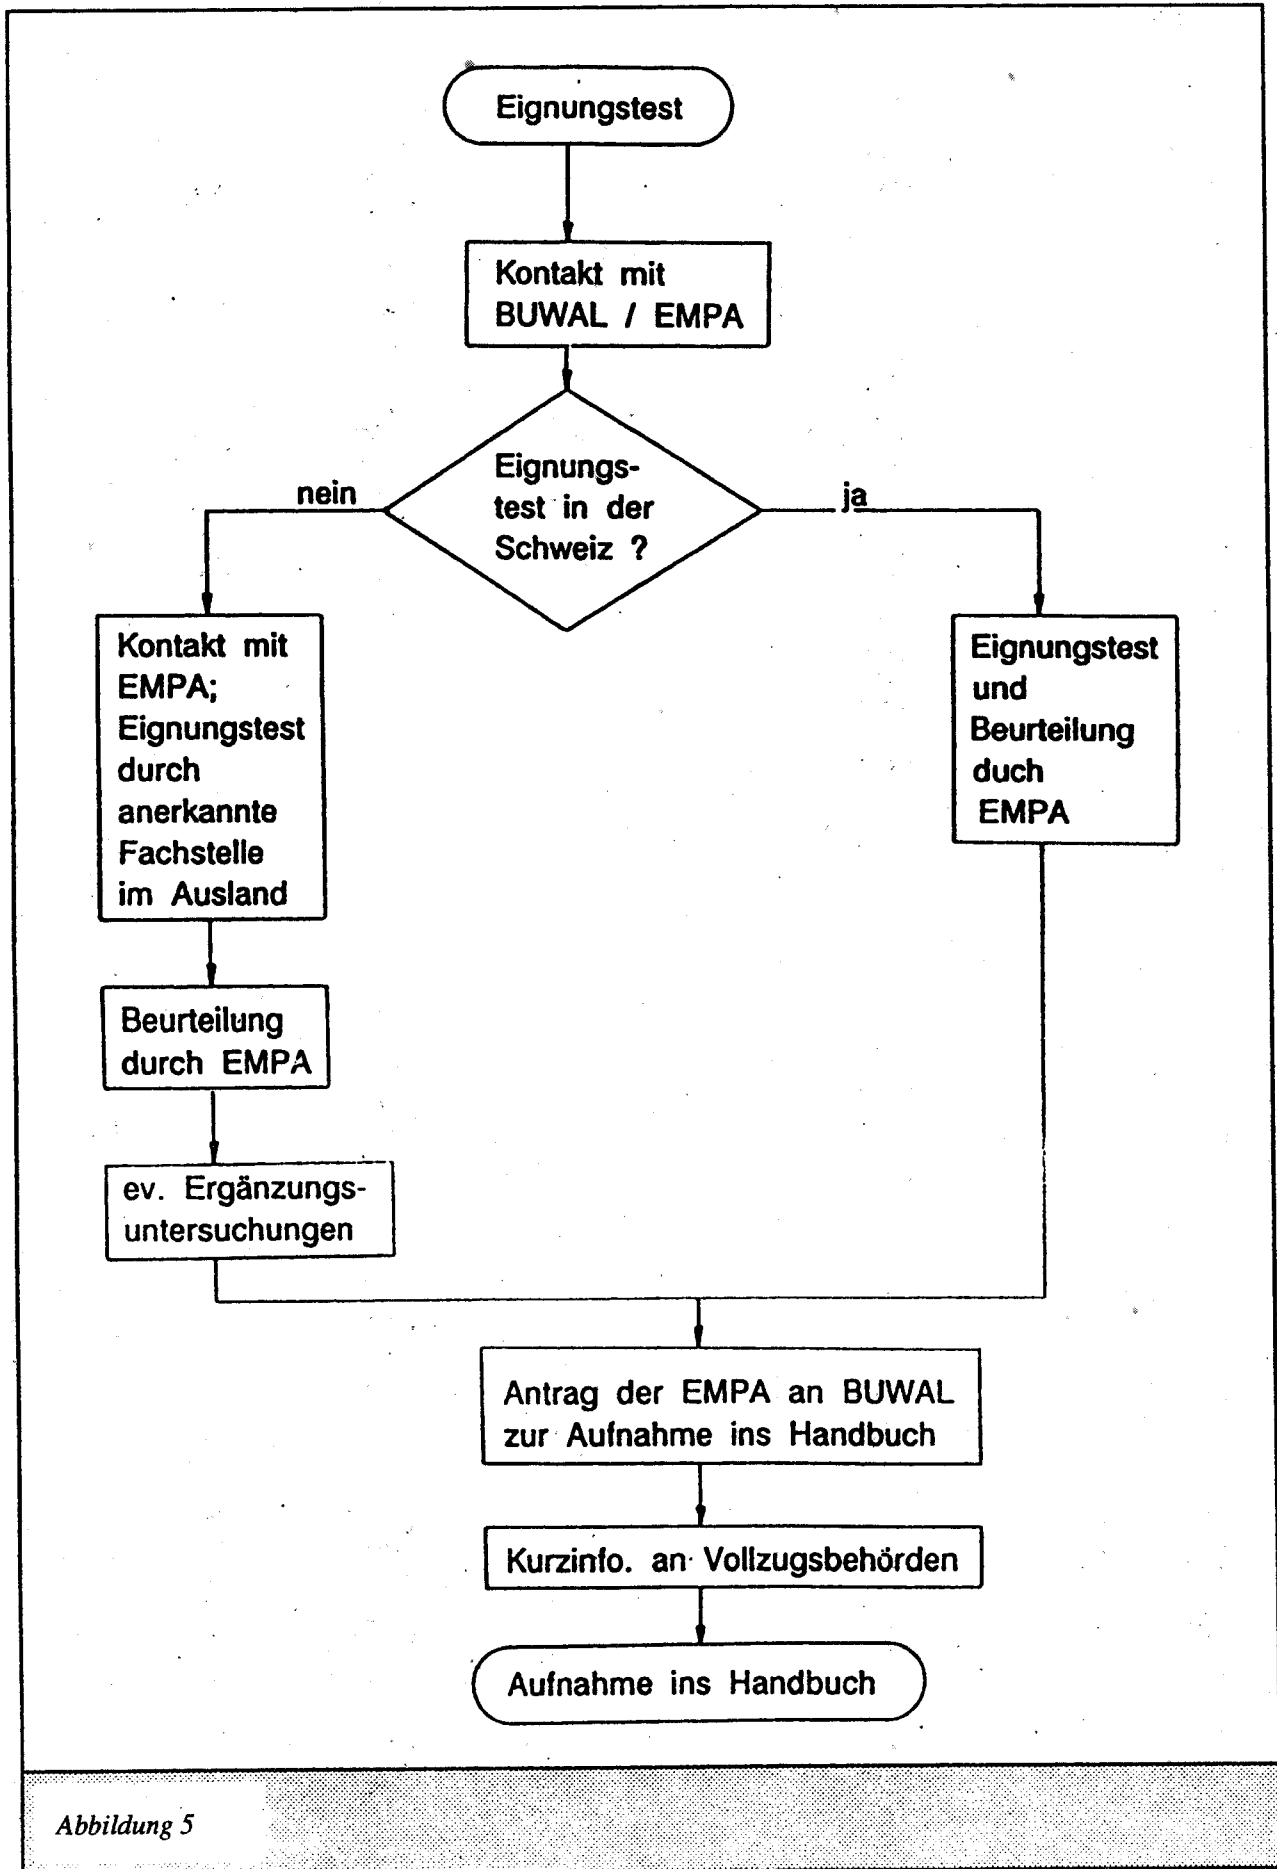 Eignungstest
Kontakt mit
BUWAL / EMPA
Eignungs-
test in der
Schweiz ?
nein
ja
Kontakt mit
EMPA;
Eignungstest
durch
anerkannte
Fachstelle
im Ausland
Beurteilung
durch EMPA
ev. Ergänzungs-
untersuchungen
Eignungstest
und
Beurteilung
duch
EMPA
Antrag der EMPA an BUWAL
zur Aufnahme ins Handbuch
Kurzinfo. an Vollzugsbehörden
Aufnahme ins Handbuch
Abbildung 5